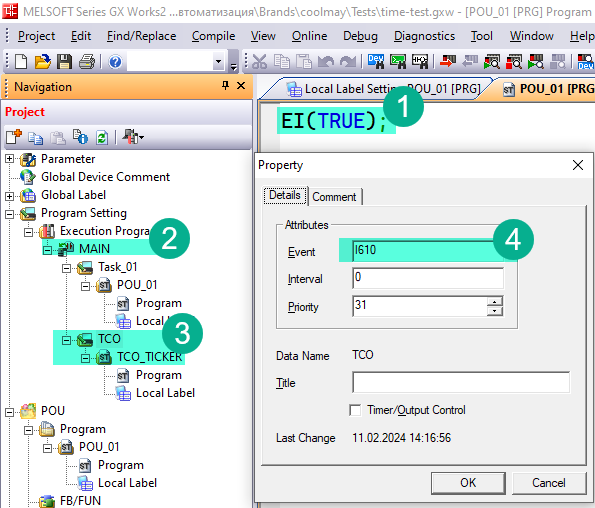 MELSOFT Series GX Works2 ...втоматизация\Brands\coolmay\Tests\time-test.gxw - [POU_01 [PRG] Program
Project Edit Find/Replace Compile View Online Debug Diagnostics Tool Window Help
Navigation
Local Label Setting POU_01 [PRG]
POU_01 [PRG]
Project
1
EI(TRUE);
Parameter
Global Device Comment
Global Label
Program Setting
Execution Progra
2
MAIN
Task_01
POU_01
Program
Local
3
TCO
TCO_TICKER
Program
Local Label
POU
Program
POU_01
Program
Local Label
FB/FUN
Property
Details Comment
Attributes
4
Event I610
Interval 0
Priority 31
Data Name TCO
Title
Timer/Output Control
Last Change 11.02.2024 14:16:56
OK Cancel